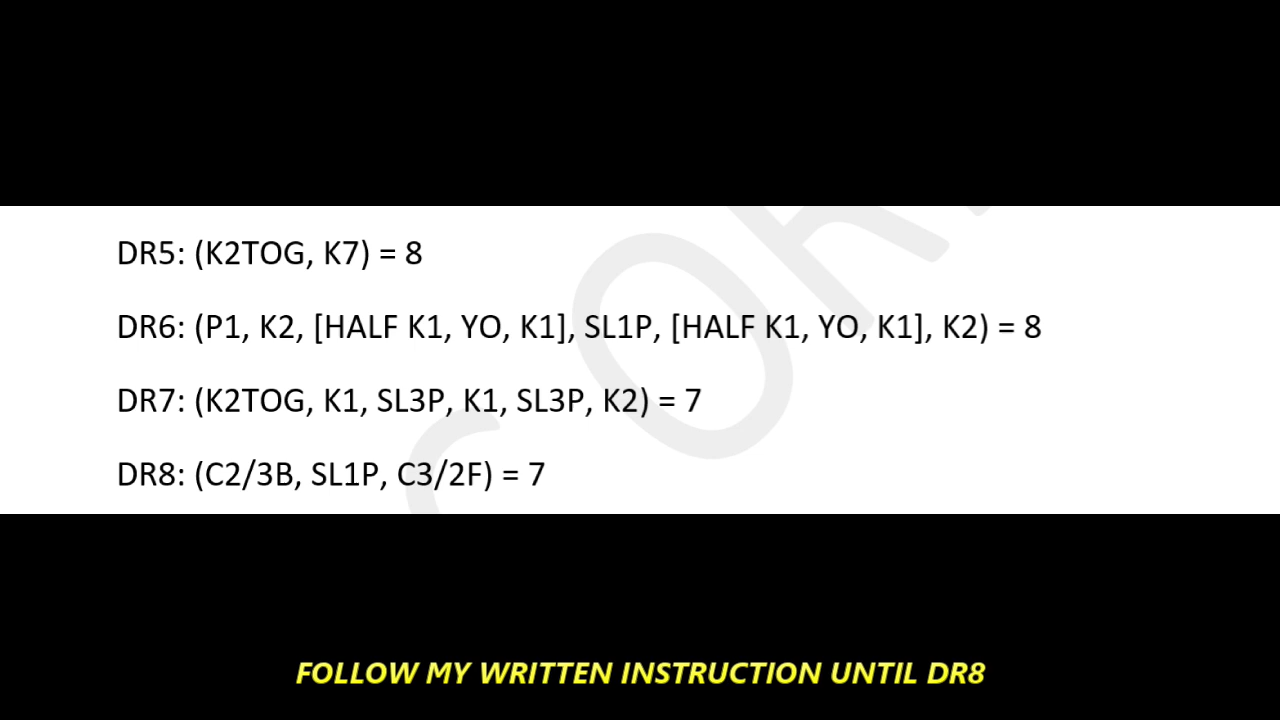 DR5: (K2TOG, K7) = 8
DR6: (P1, K2, [HALF K1, YO, K1], SL1P, [HALF K1, YO, K1], K2) = 8
DR7: (K2TOG, K1, SL3P, K1, SL3P, K2) = 7
DR8: (C2/3B, SL1P, C3/2F) = 7
FOLLOW MY WRITTEN INSTRUCTION UNTIL DR8